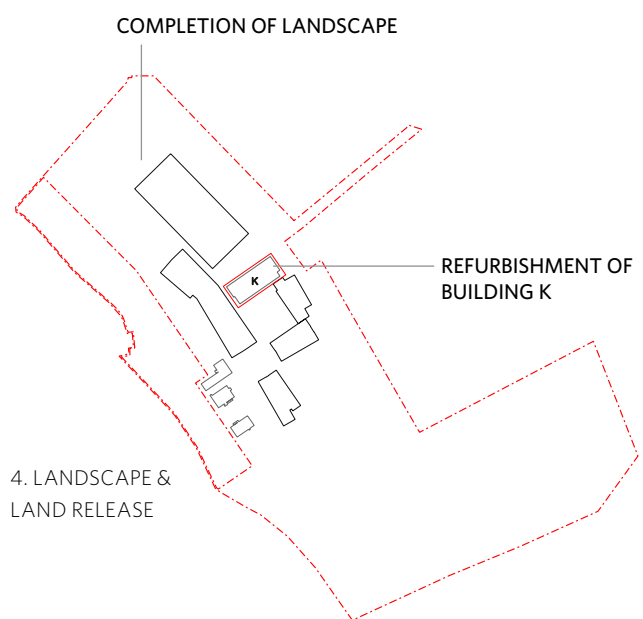 COMPLETION OF LANDSCAPE
K
REFURBISHMENT OF
BUILDING K
4. LANDSCAPE &
LAND RELEASE